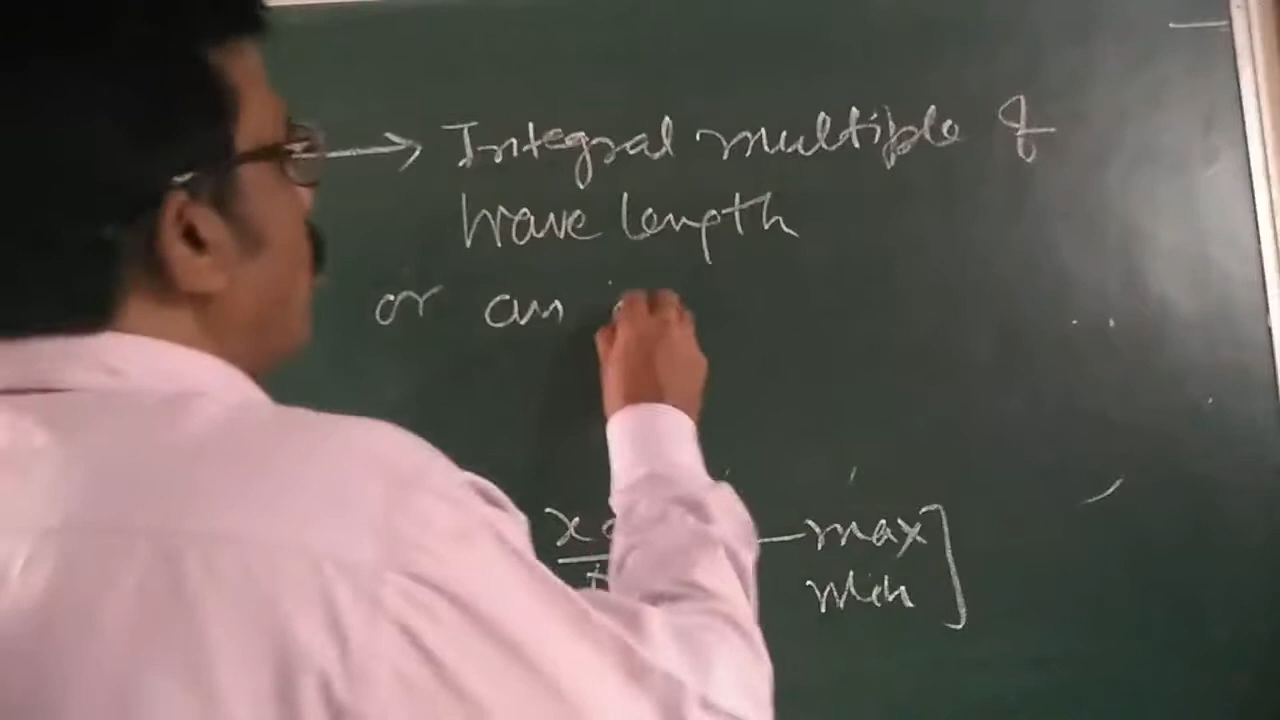 → Integral multiple of
Wave length
or an
x
— max]
min